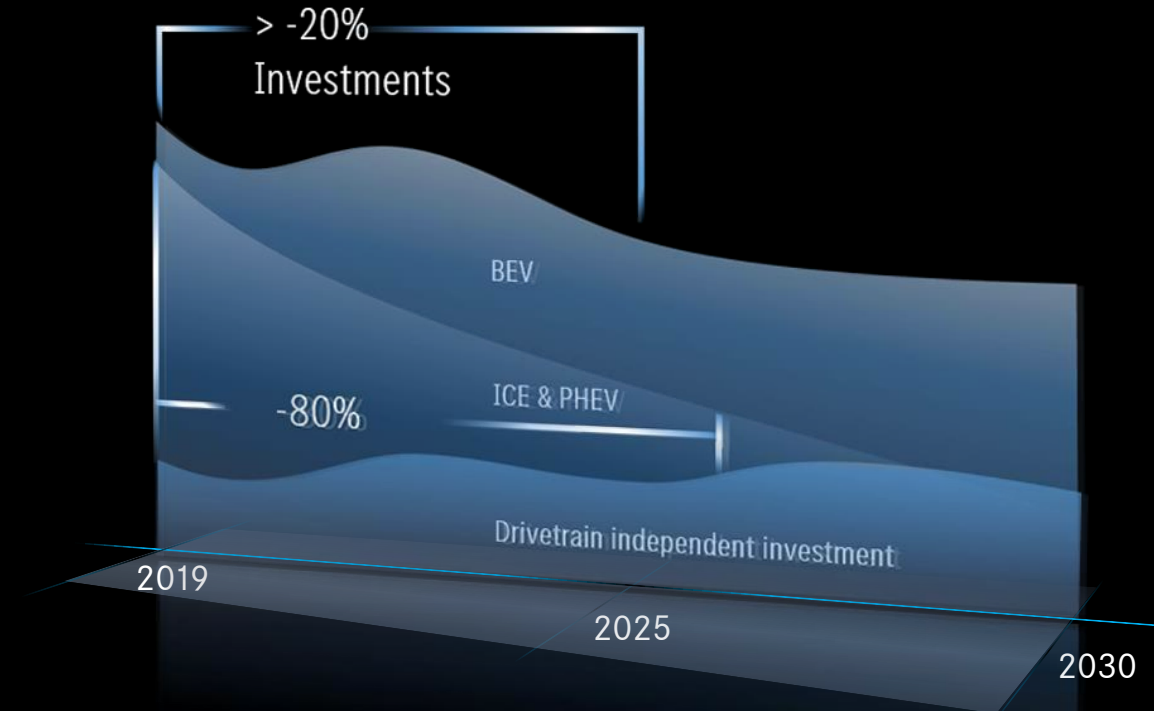 > -20%
Investments
BEV
ICE & PHEV
-80%
Drivetrain independent investment
2019
2025
2030